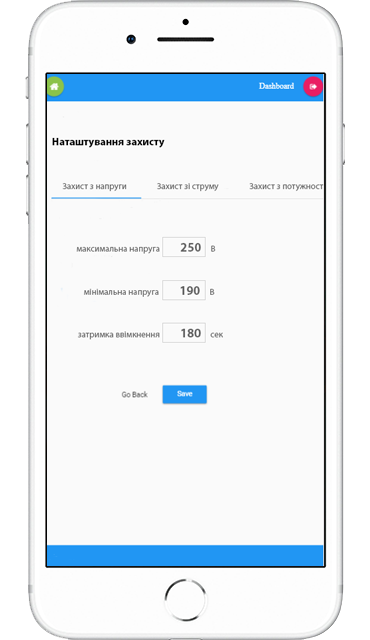 Dashboard
Наташтування захисту
Захист з напруги Захист зі струму Захист з потужност
максимальна напруга 250 В
мінімальна напруга 190 В
затримка ввімкнення 180 сек
Go Back Save